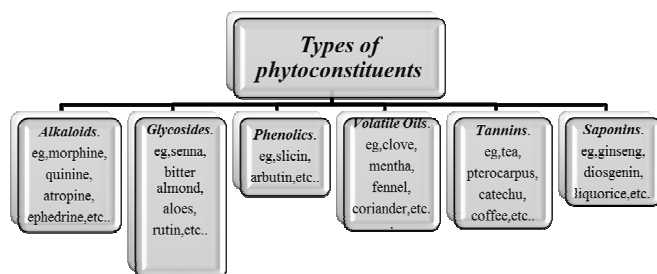 Types of
phytoconstituents
Alkaloids.
eg,morphine,
quinine,
atropine,
ephedrine,etc..
Glycosides.
eg,senna,
bitter
almond,
aloes,
rutin,etc..
Phenolics.
eg,slicin,
arbutin,etc..
Volatile Oils.
eg,clove,
mentha,
fennel,
coriander,etc.
.
Tannins.
eg,tea,
pterocarpus,
catechu,
coffee,etc..
Saponins.
eg,ginseng,
diosgenin,
liquorice,etc.